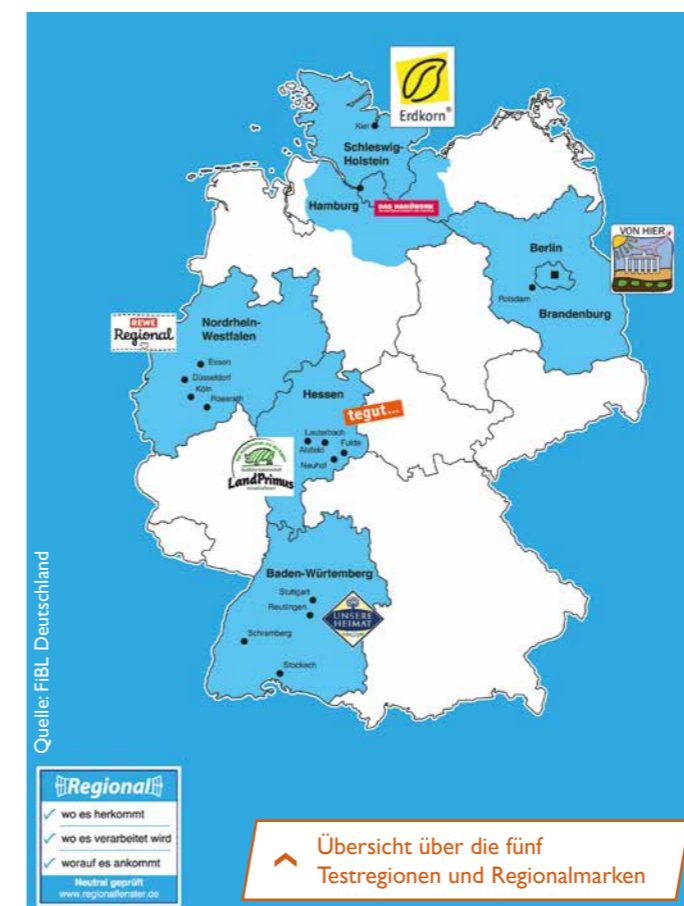 Erdkorn®
Kiel
Schleswig-
Holstein
Hamburg
DAS HANDWERK
VON HIER
Berlin
Potsdam
Brandenburg
REWE
Regional
Nordrhein-
Westfalen
Essen
Düsseldorf
Köln
Roesrath
Hessen
tegut...
Lauterbach
Alsfeld
Fulda
Neuhof
LandPrimus
Baden-Württemberg
Stuttgart
Reutlingen
UNSERE
HEIMAT
Schramberg
Stockach
Quelle: FiBL Deutschland
Regional
wo es herkommt
wo es verarbeitet wird
worauf es ankommt
Neutral geprüft
www.regionalfenster.de
Übersicht über die fünf
Testregionen und Regionalmarken